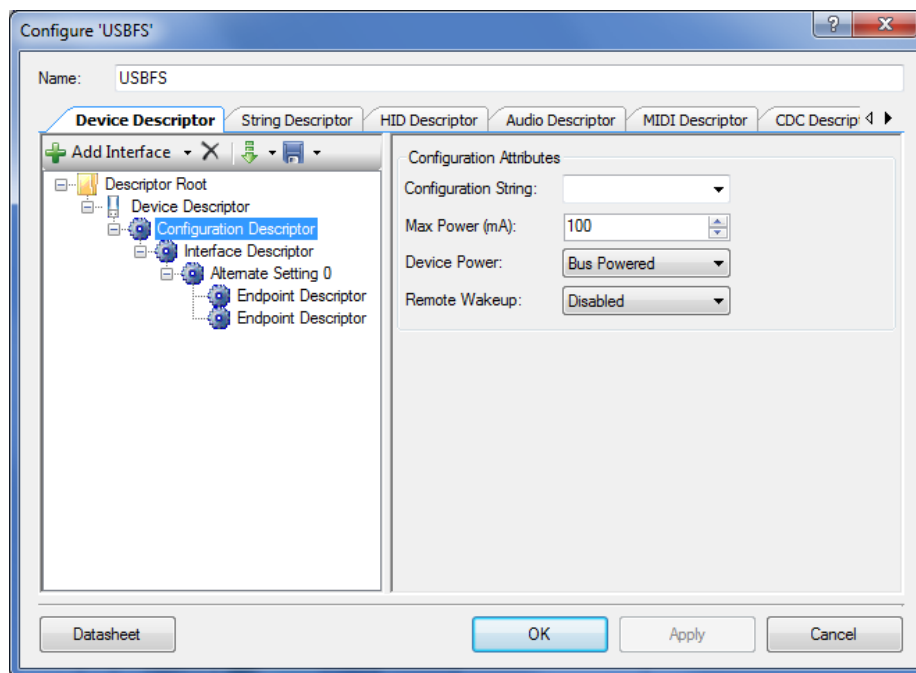 Configure 'USBFS'
Name: USBFS
Device Descriptor String Descriptor HID Descriptor Audio Descriptor MIDI Descriptor CDC Descrip
Add Interface
Descriptor Root
Device Descriptor
Configuration Descriptor
Interface Descriptor
Alternate Setting 0
Endpoint Descriptor
Endpoint Descriptor
Configuration Attributes
Configuration String:
Max Power (mA): 100
Device Power: Bus Powered
Remote Wakeup: Disabled
Datasheet OK Apply Cancel